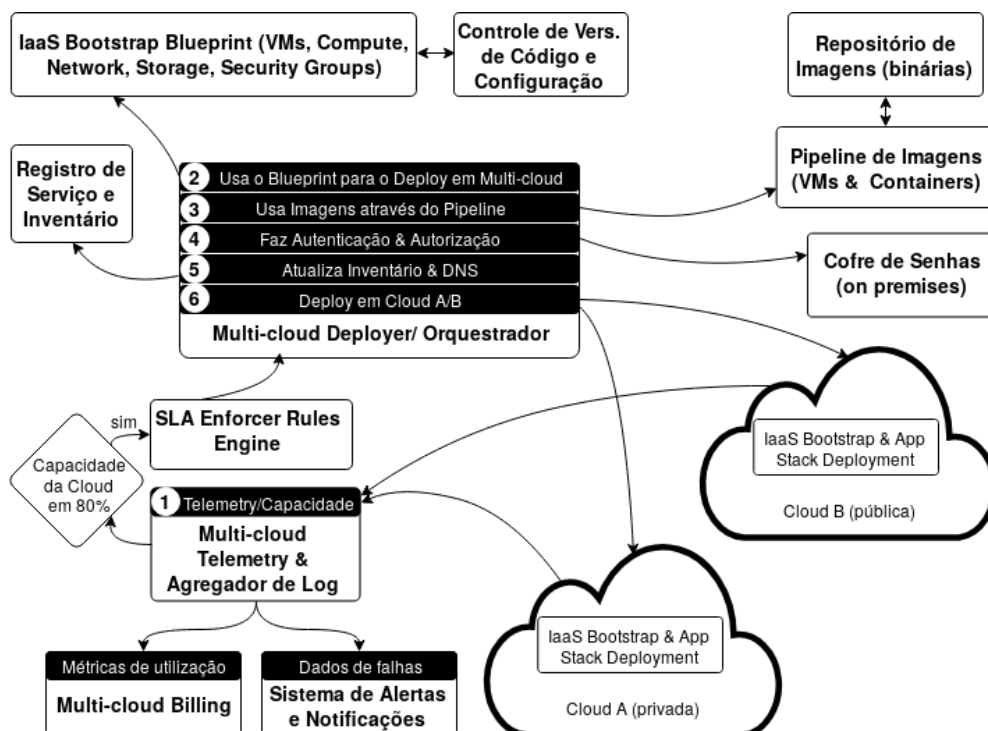 IaaS Bootstrap Blueprint (VMs, Compute,
Network, Storage, Security Groups)
Controle de Vers.
de Código e
Configuração
Repositório de
Imagens (binárias)
Pipeline de Imagens
(VMs & Containers)
Registro de
Serviço e
Inventário
2 Usa o Blueprint para o Deploy em Multi-cloud
3 Usa Imagens através do Pipeline
4 Faz Autenticação & Autorização
5 Atualiza Inventário & DNS
6 Deploy em Cloud A/B
Multi-cloud Deployer/ Orquestrador
Cofre de Senhas
(on premises)
sim
SLA Enforcer Rules
Engine
Capacidade
da Cloud
em 80%
1 Telemetry/Capacidade
Multi-cloud
Telemetry &
Agregador de Log
IaaS Bootstrap & App
Stack Deployment
Cloud B (pública)
IaaS Bootstrap & App
Stack Deployment
Cloud A (privada)
Métricas de utilização
Multi-cloud Billing
Dados de falhas
Sistema de Alertas
e Notificações